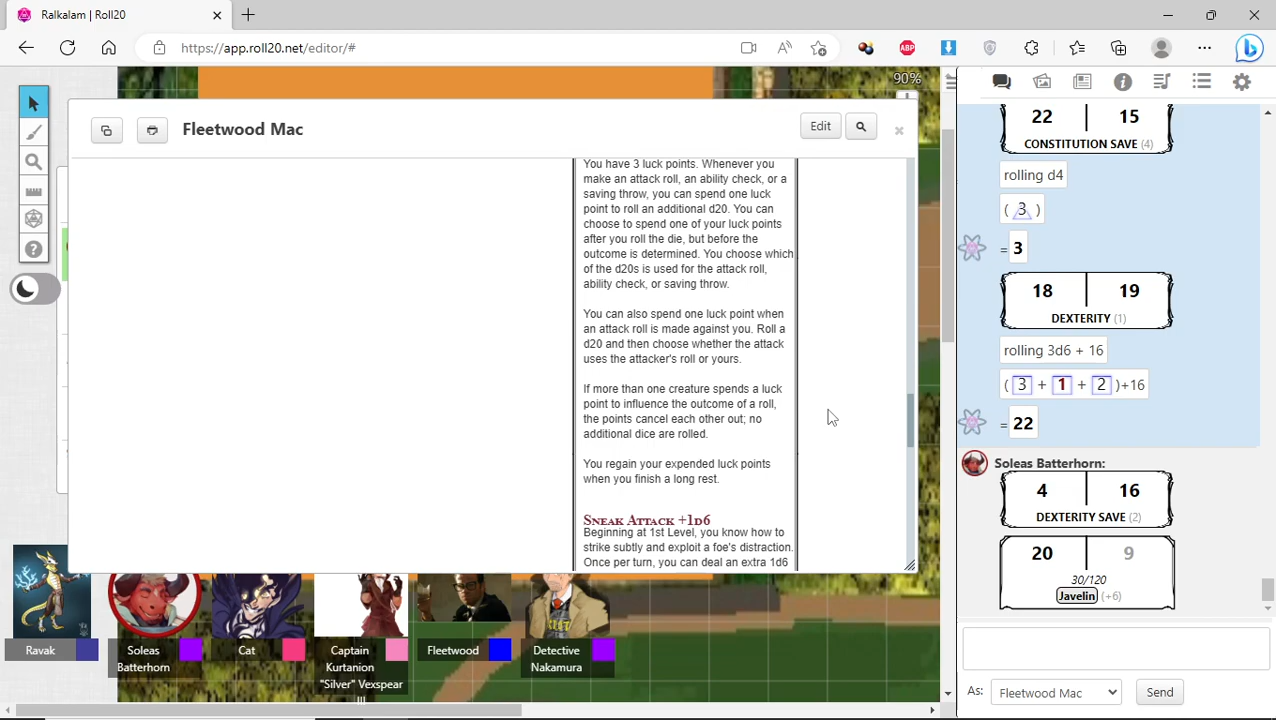 Ralkalam | Roll20
https://app.roll20.net/editor/#
ABP
90%
Fleetwood Mac
Edit
You have 3 luck points. Whenever you
make an attack roll, an ability check, or a
saving throw, you can spend one luck
point to roll an additional d20. You can
choose to spend one of your luck points
after you roll the die, but before the
outcome is determined. You choose which
of the d20s is used for the attack roll,
ability check, or saving throw.
You can also spend one luck point when
an attack roll is made against you. Roll a
d20 and then choose whether the attack
uses the attacker's roll or yours.
If more than one creature spends a luck
point to influence the outcome of a roll,
the points cancel each other out; no
additional dice are rolled.
You regain your expended luck points
when you finish a long rest.
Sneak Attack +1d6
Beginning at 1st Level, you know how to
strike subtly and exploit a foe's distraction.
Once per turn, you can deal an extra 1d6
Ravak
Soleas
Batterhorn
Cat
Captain
Kurtanion
"Silver" Vexspear
III
Fleetwood
Detective
Nakamura
22 15
CONSTITUTION SAVE (4)
rolling d4
( 3 )
= 3
18 19
DEXTERITY (1)
rolling 3d6 + 16
( 3 + 1 + 2 )+16
= 22
Soleas Batterhorn:
4 16
DEXTERITY SAVE (2)
20 9
30/120
Javelin (+6)
As: Fleetwood Mac
Send